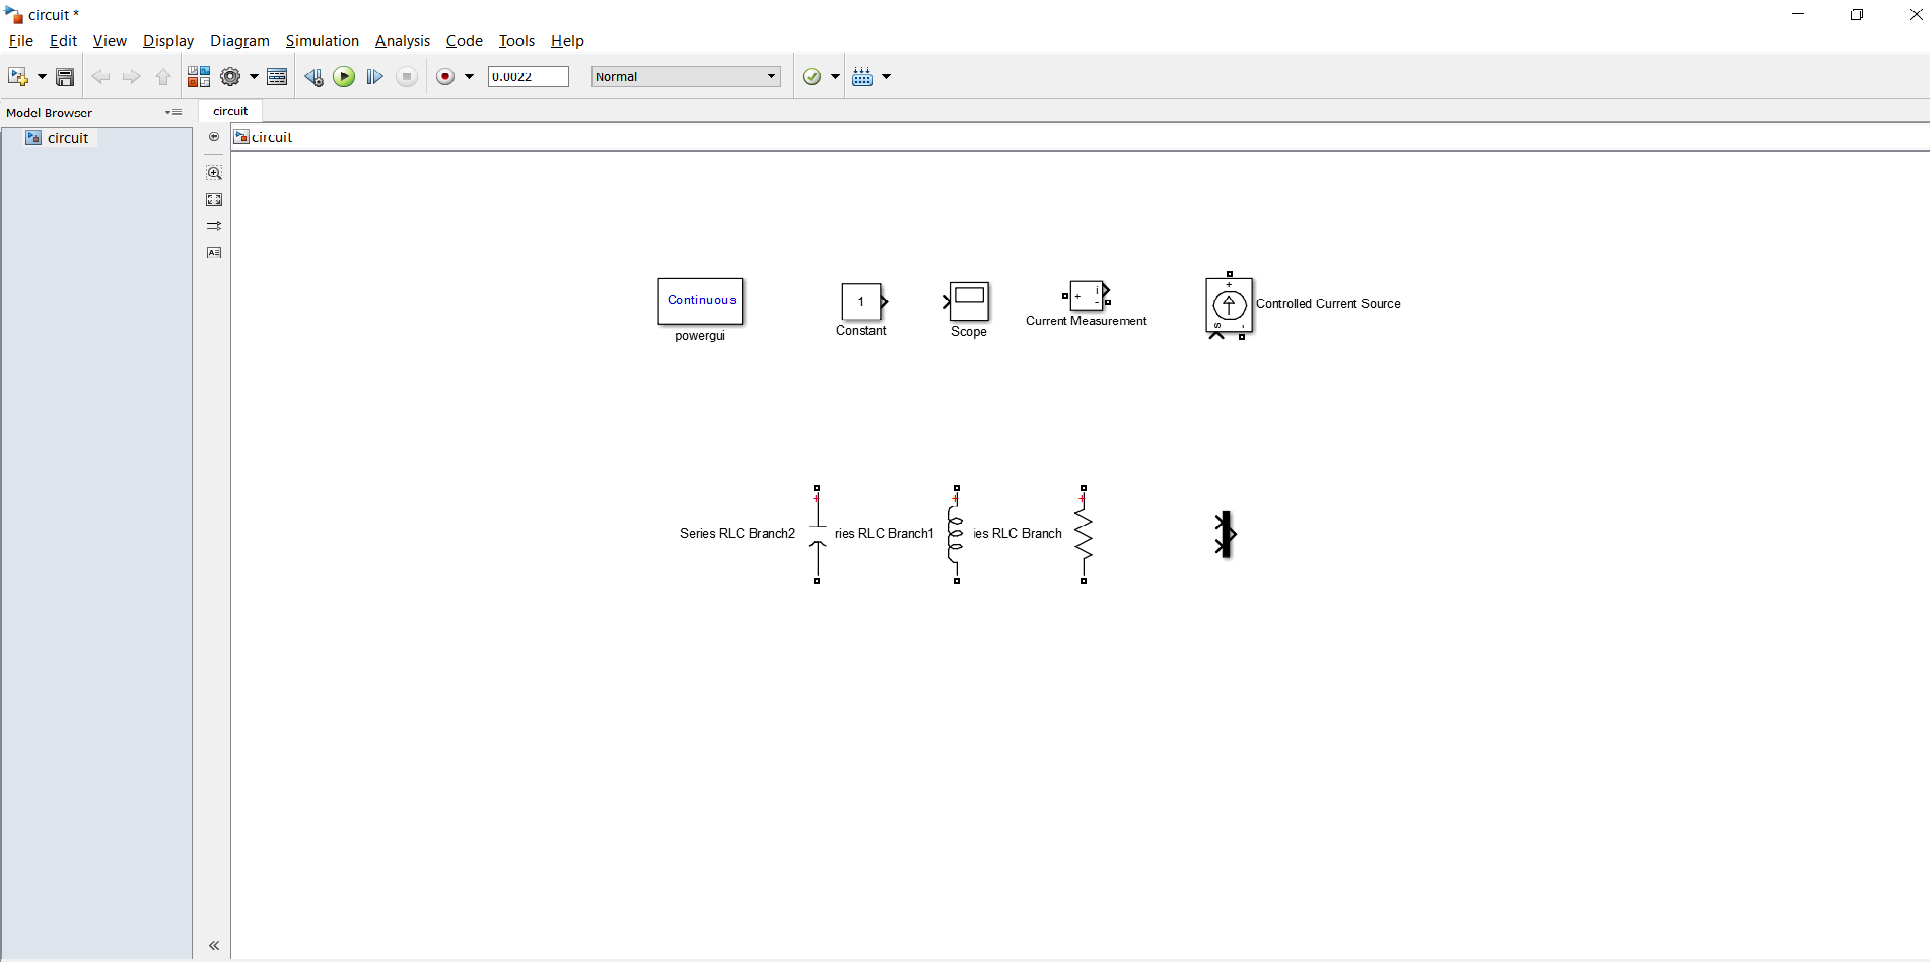 circuit *
File Edit View Display Diagram Simulation Analysis Code Tools Help
0.0022 Normal
Model Browser
circuit
circuit
circuit
Continuous
powergui
1
Constant
Scope
+ i -
Current Measurement
+
s -
Controlled Current Source
+ + +
Series RLC Branch2 ries RLC Branch1 ies RLC Branch